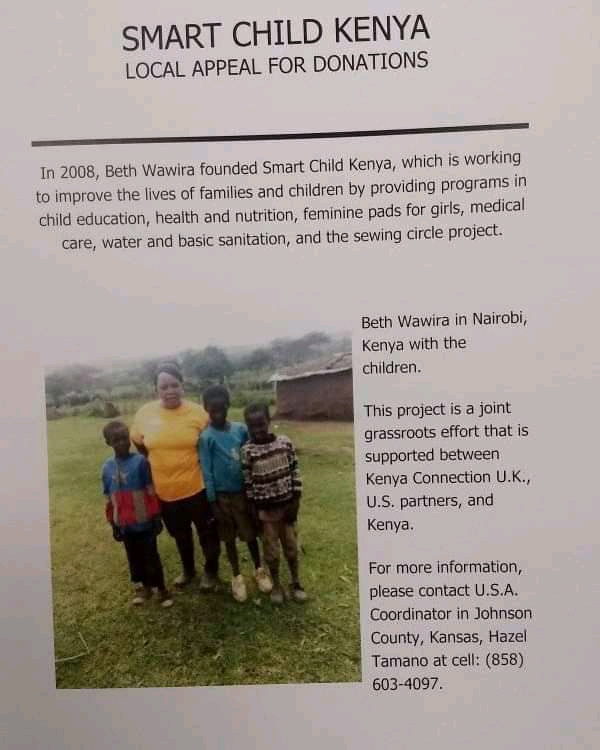 SMART CHILD KENYA
LOCAL APPEAL FOR DONATIONS
In 2008, Beth Wawira founded Smart Child Kenya, which is working
to improve the lives of families and children by providing programs in
child education, health and nutrition, feminine pads for girls, medical
care, water and basic sanitation, and the sewing circle project.
Beth Wawira in Nairobi,
Kenya with the
children.
This project is a joint
grassroots effort that is
supported between
Kenya Connection U.K.,
U.S. partners, and
Kenya.
For more information,
please contact U.S.A.
Coordinator in Johnson
County, Kansas, Hazel
Tamano at cell: (858)
603-4097.